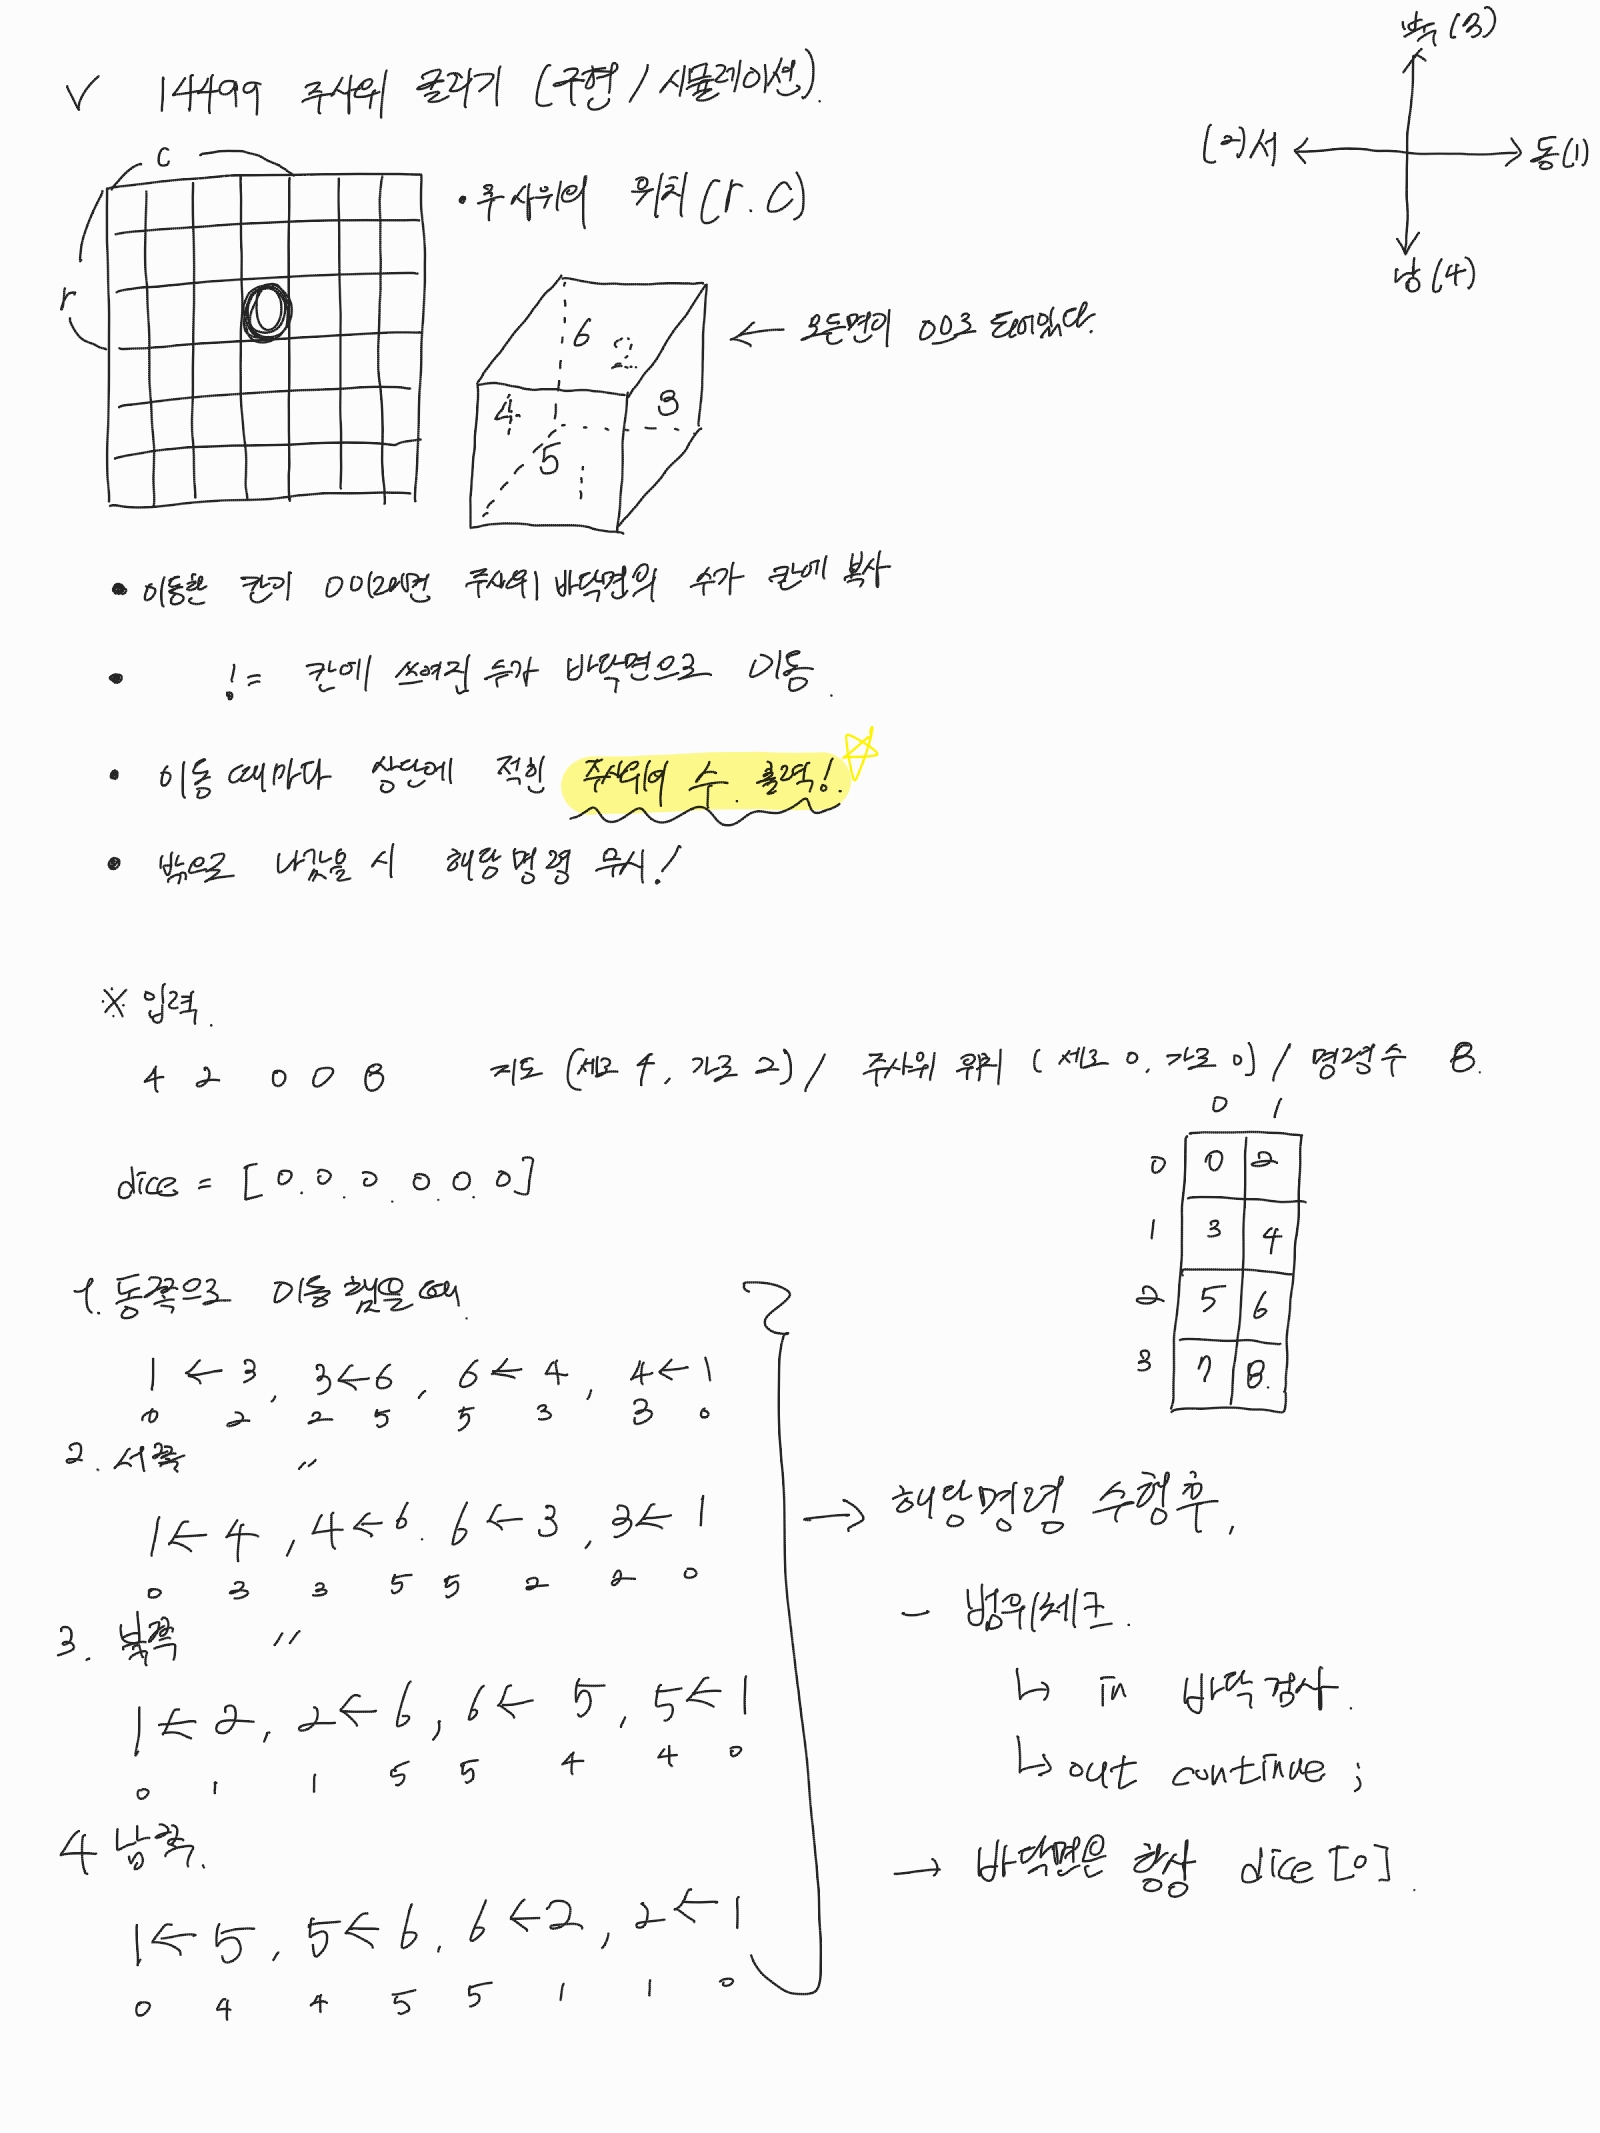 ✓ 14499 주사위 굴리기 (구현 / 시뮬레이션).
북(3)
(2)서
동(1)
남(4)
c
r
• 주사위의 위치(r. c)
6 2
4 3
5 1
← 모든면이 0으로 되어있다.
• 이동한 칸이 0이라면 주사위 바닥면의 수가 칸에 복사
• != 칸에 쓰여진 수가 바닥면으로 이동.
• 이동 때마다 상단에 적힌 주사위의 수. 출력!.
• 밖으로 나갔을 시 해당 명령 무시!
※ 입력.
4 2 0 0 8 지도 (세로 4, 가로 2) / 주사위 위치 (세로 0, 가로 0) / 명령 수 8.
0 1
0 0 2
1 3 4
2 5 6
3 7 8.
dice = [0. 0. 0. 0. 0. 0]
1. 동쪽으로 이동 했을 때.
1 ← 3, 3 ← 6, 6 ← 4, 4 ← 1
0 2 2 5 5 3 3 0
2. 서쪽 "
1 ← 4, 4 ← 6. 6 ← 3, 3 ← 1
0 3 3 5 5 2 2 0
3. 북쪽 "
1 ← 2, 2 ← 6, 6 ← 5, 5 ← 1
0 1 1 5 5 4 4 0
4 남쪽.
1 ← 5, 5 ← 6. 6 ← 2, 2 ← 1
0 4 4 5 5 1 1 0
→ 해당명령 수행 후,
- 범위체크.
↳ in 바닥 검사.
↳ out continue ;
→ 바닥면은 항상 dice [0].